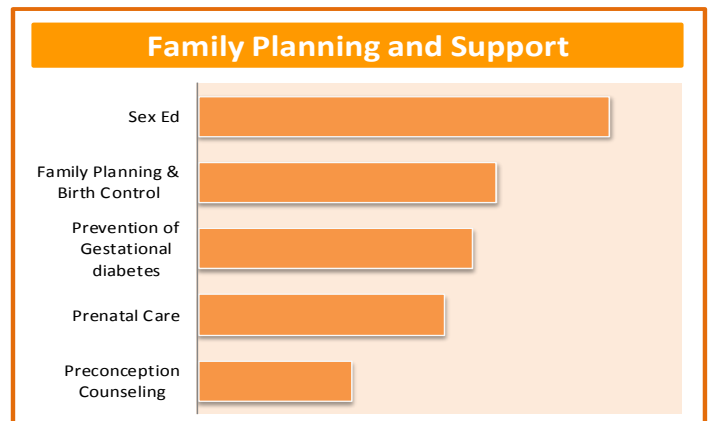 Family Planning and Support
Sex Ed
Family Planning &
Birth Control
Prevention of
Gestational
diabetes
Prenatal Care
Preconception
Counseling